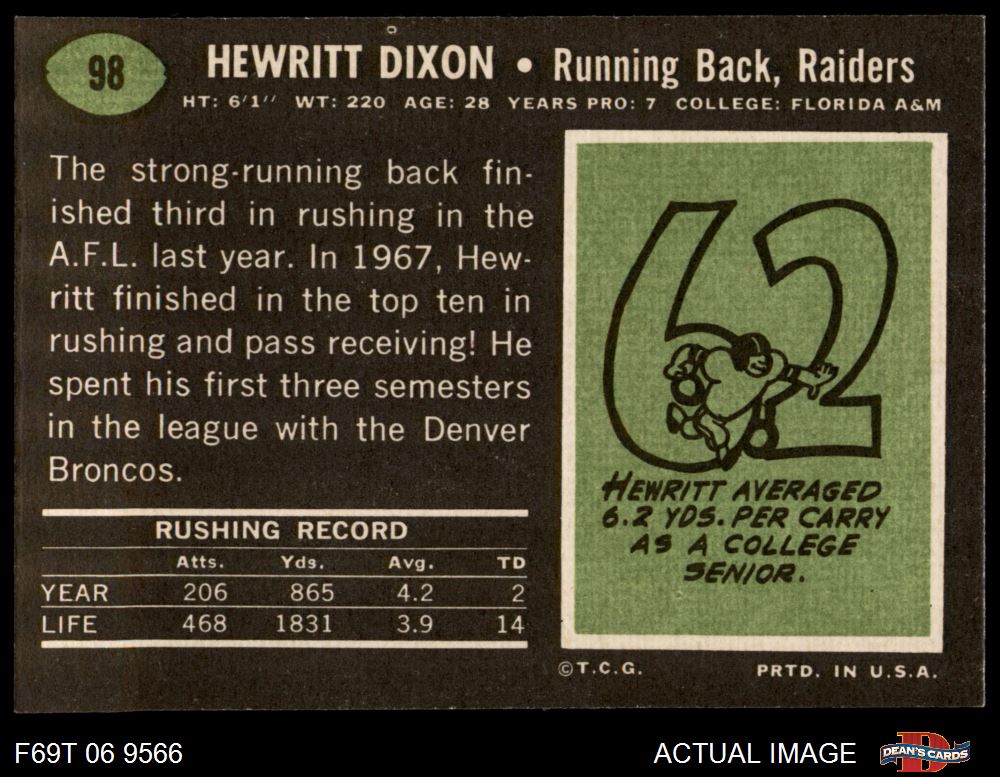 98
HEWRITT DIXON • Running Back, Raiders
HT: 6'1" WT: 220 AGE: 28 YEARS PRO: 7 COLLEGE: FLORIDA A&M
The strong-running back fin-
ished third in rushing in the
A.F.L. last year. In 1967, Hew-
ritt finished in the top ten in
rushing and pass receiving! He
spent his first three semesters
in the league with the Denver
Broncos.
RUSHING RECORD
Atts. Yds. Avg. TD
YEAR 206 865 4.2 2
LIFE 468 1831 3.9 14
62
HEWRITT AVERAGED
6.2 YDS. PER CARRY
AS A COLLEGE
SENIOR.
©T.C.G. PRTD. IN U.S.A.
F69T 06 9566 ACTUAL IMAGE
DEAN'S CARDS